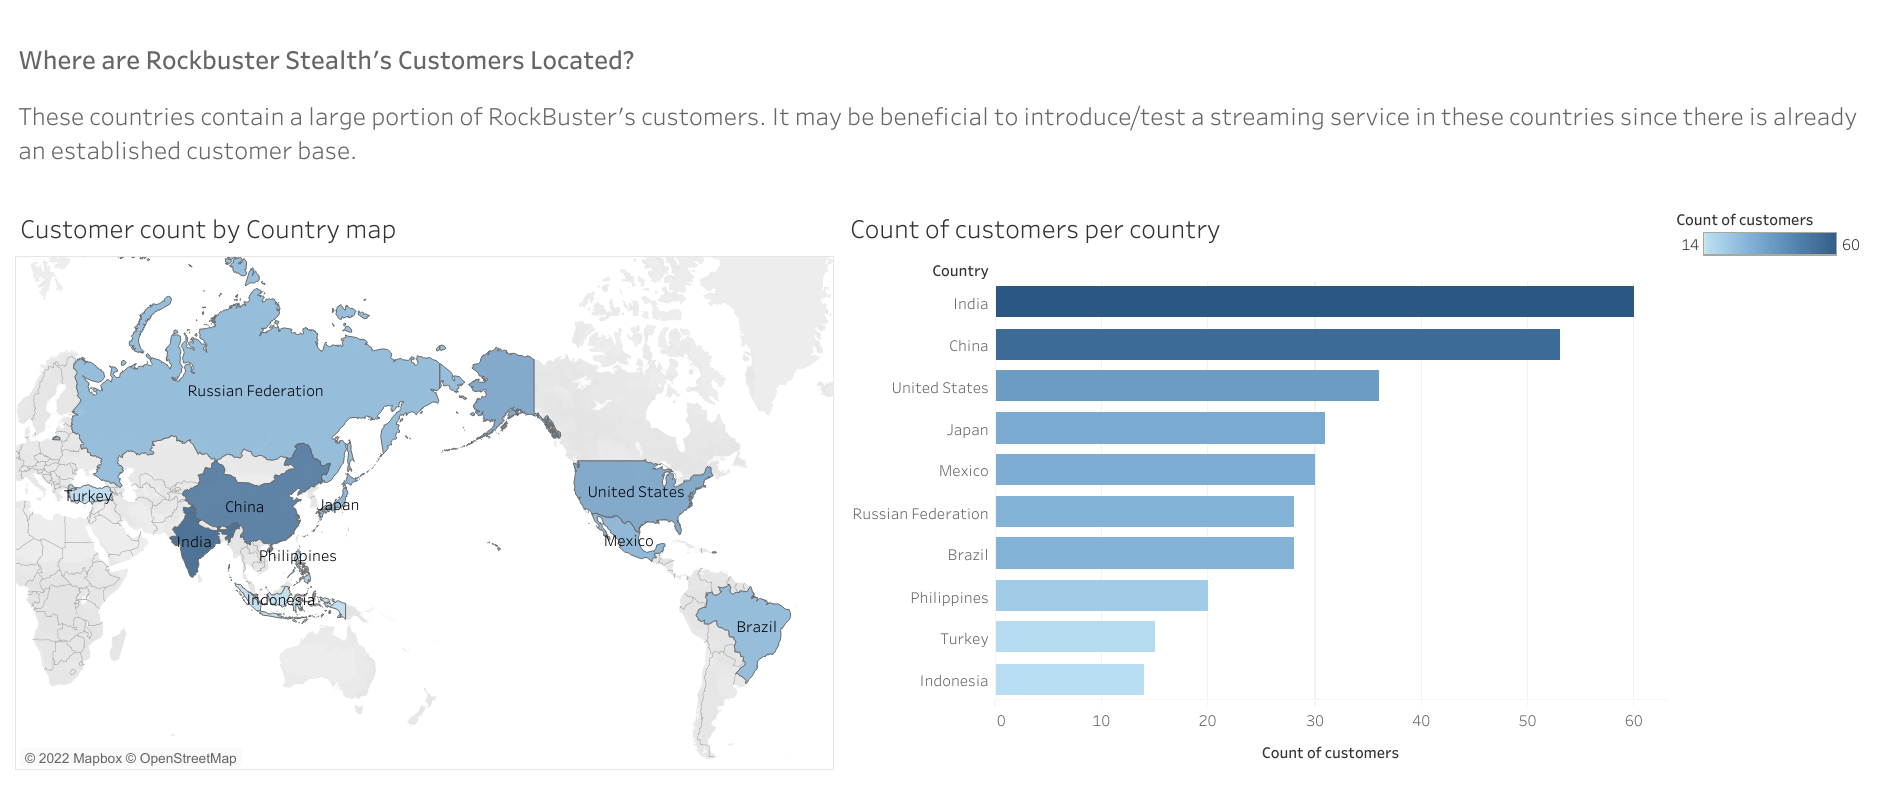 Where are Rockbuster Stealth's Customers Located?
These countries contain a large portion of RockBuster's customers. It may be beneficial to introduce/test a streaming service in these countries since there is already
an established customer base.
Customer count by Country map
Russian Federation
Turkey
China
Japan
India
Philippines
Indonesia
United States
Mexico
Brazil
© 2022 Mapbox © OpenStreetMap
Count of customers per country
Country
India
China
United States
Japan
Mexico
Russian Federation
Brazil
Philippines
Turkey
Indonesia
0 10 20 30 40 50 60
Count of customers
Count of customers
14 60